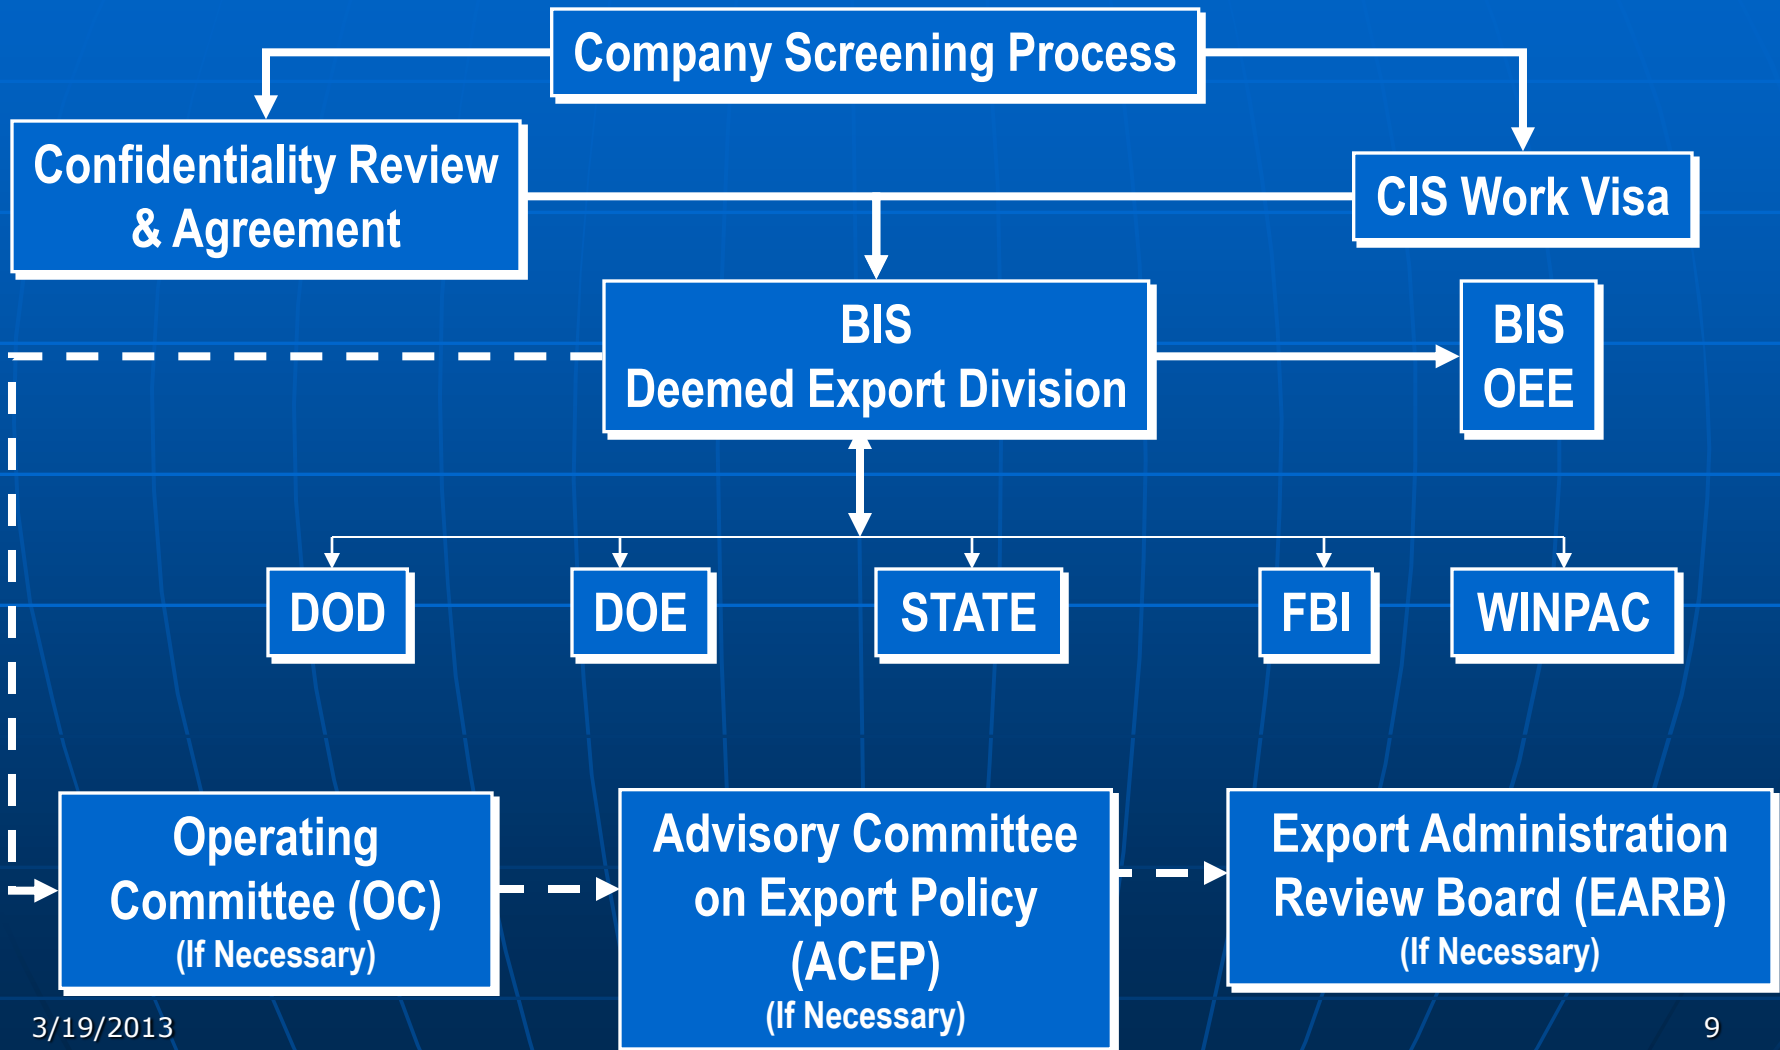 Company Screening Process
Confidentiality Review
& Agreement
CIS Work Visa
BIS
Deemed Export Division
BIS
OEE
DOD
DOE
STATE
FBI
WINPAC
Operating
Committee (OC)
(If Necessary)
Advisory Committee
on Export Policy
(ACEP)
(If Necessary)
Export Administration
Review Board (EARB)
(If Necessary)
3/19/2013
9